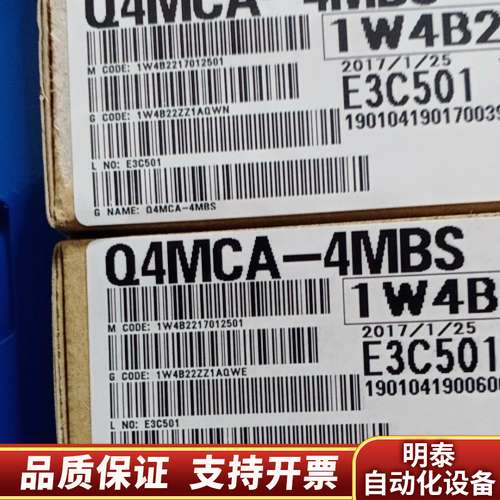 Q4MCA-4MBS
1W4B2
M CODE: 1W4B2217012501
2017/1/25
E3C501
G CODE: 1W4B22ZZ1AQWN
L NO: E3C501
G NAME: Q4MCA-4MBS
Q4MCA-4MBS
1W4B
M CODE: 1W4B2217012501
2017/1/25
E3C501
G CODE: 1W4B22ZZ1AQWE
L NO: E3C501
品质保证 支持开票
明泰
自动化设备